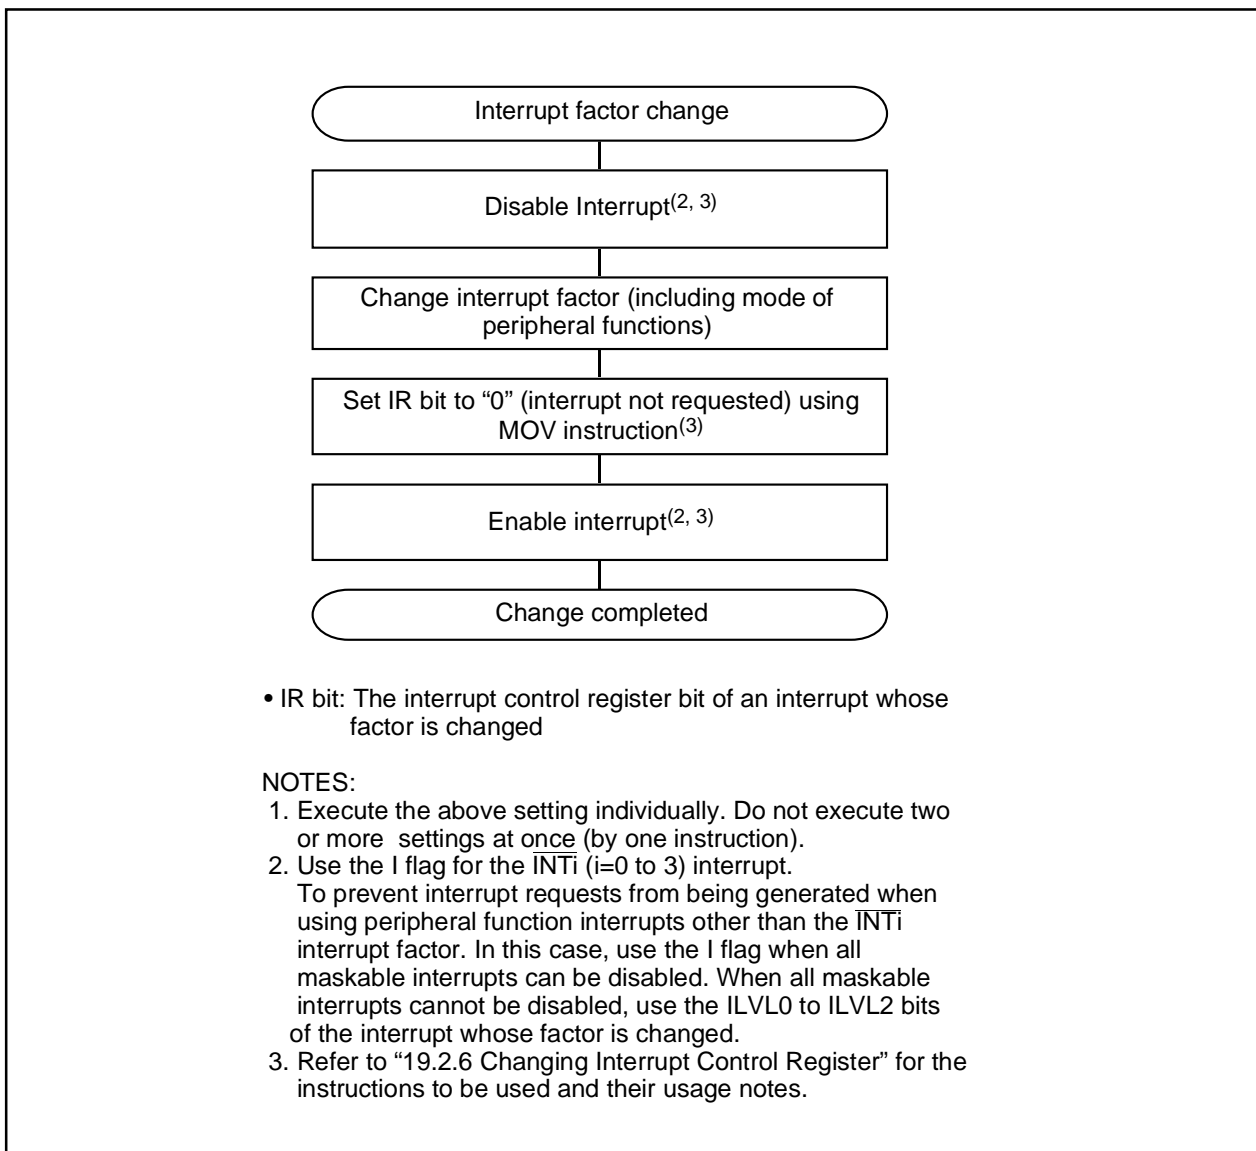 Interrupt factor change
Disable Interrupt(2, 3)
Change interrupt factor (including mode of
peripheral functions)
Set IR bit to “0” (interrupt not requested) using
MOV instruction(3)
Enable interrupt(2, 3)
Change completed
• IR bit: The interrupt control register bit of an interrupt whose
factor is changed
NOTES:
1. Execute the above setting individually. Do not execute two
or more  settings at once (by one instruction).
2. Use the I flag for the I̅N̅T̅i̅ (i=0 to 3) interrupt.
To prevent interrupt requests from being generated when
using peripheral function interrupts other than the I̅N̅T̅i̅
interrupt factor. In this case, use the I flag when all
maskable interrupts can be disabled. When all maskable
interrupts cannot be disabled, use the ILVL0 to ILVL2 bits
of the interrupt whose factor is changed.
3. Refer to “19.2.6 Changing Interrupt Control Register” for the
instructions to be used and their usage notes.